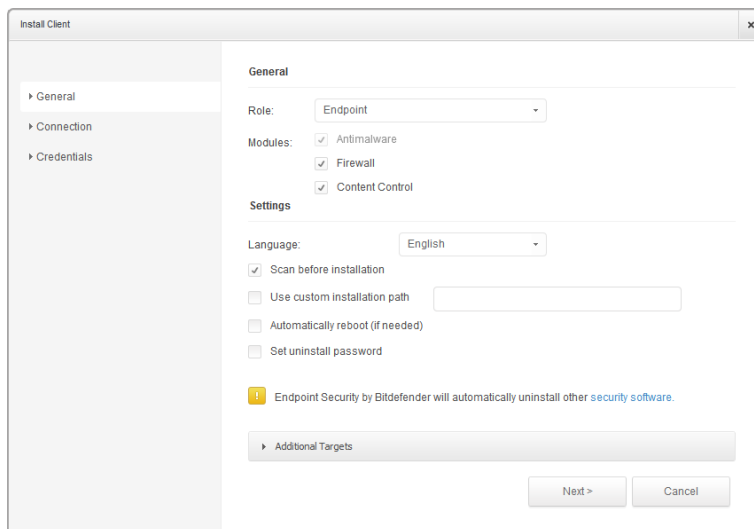 Install Client
General
Connection
Credentials
General
Role: Endpoint
Modules: Antimalware
Firewall
Content Control
Settings
Language: English
Scan before installation
Use custom installation path
Automatically reboot (if needed)
Set uninstall password
Endpoint Security by Bitdefender will automatically uninstall other security software.
Additional Targets
Next > Cancel